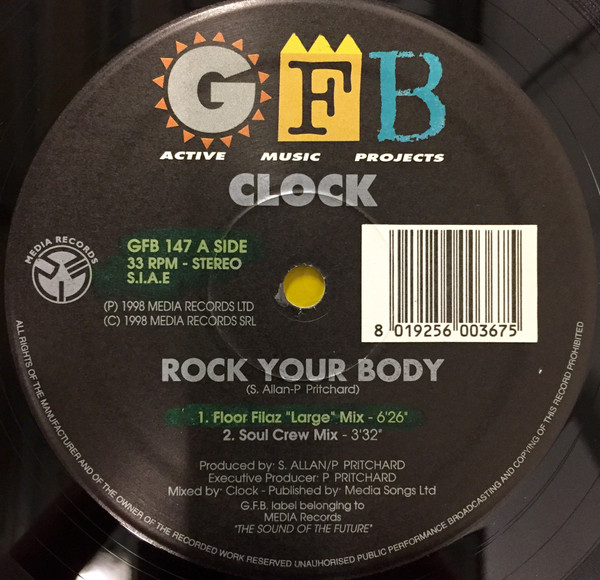 GFB
ACTIVE MUSIC PROJECTS
CLOCK
MEDIA RECORDS
GFB 147 A SIDE
33 RPM - STEREO
S.I.A.E
(P) 1998 MEDIA RECORDS LTD
(C) 1998 MEDIA RECORDS SRL
8 019256 003675
ROCK YOUR BODY
(S. Allan-P Pritchard)
1. Floor Filaz "Large" Mix - 6'26"
2. Soul Crew Mix - 3'32"
Produced by: S. ALLAN/P PRITCHARD
Executive Producer: P PRITCHARD
Mixed by: Clock - Published by: Media Songs Ltd
G.F.B. label belonging to
MEDIA Records
"THE SOUND OF THE FUTURE"
ALL RIGHTS OF THE MANUFACTURER AND OF THE OWNER OF THE RECORDED WORK RESERVED UNAUTHORISED PUBLIC PERFORMANCE BROADCASTING AND COPYING OF THIS RECORD PROHIBITED